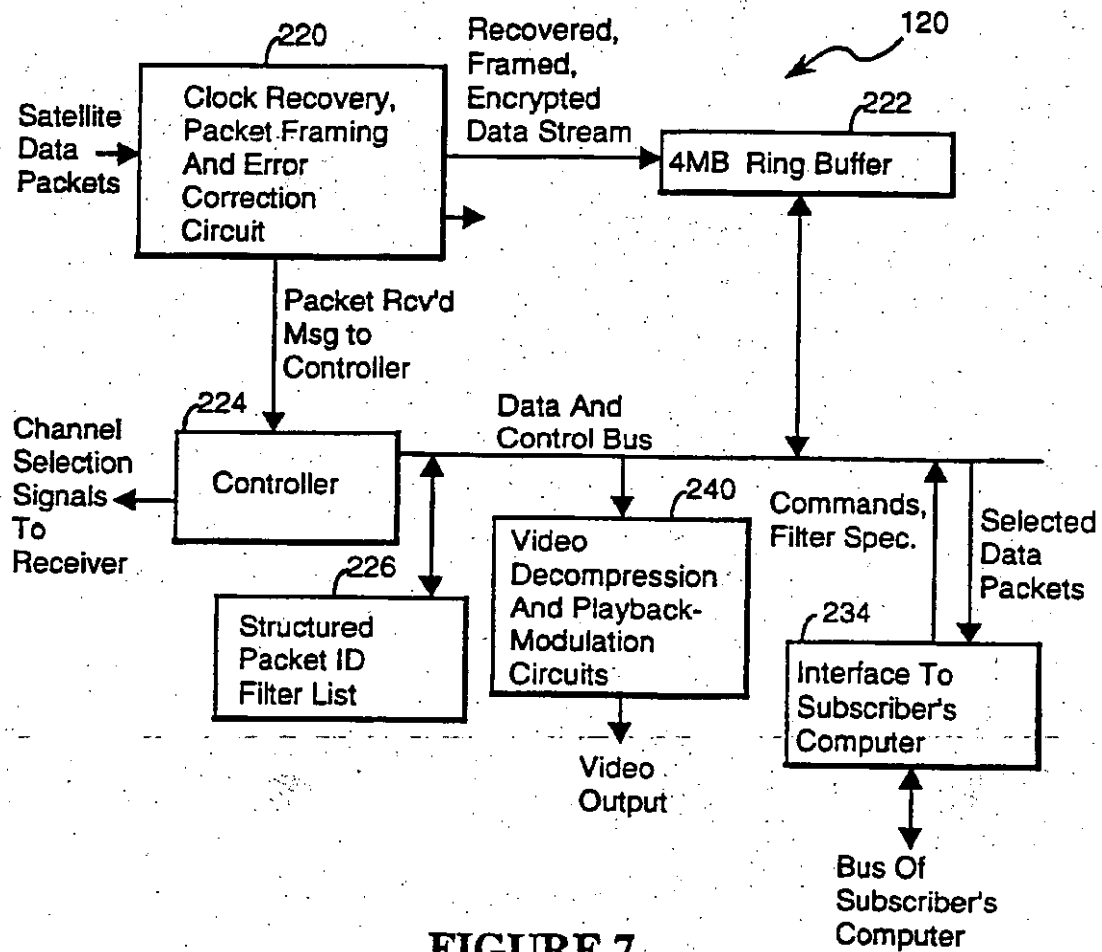 220
Clock Recovery,
Packet Framing
And Error
Correction
Circuit
Satellite
Data
Packets
Recovered,
Framed,
Encrypted
Data Stream
120
222
4MB Ring Buffer
Packet Rcv'd
Msg to
Controller
224
Controller
Channel
Selection
Signals
To
Receiver
Data And
Control Bus
226
Structured
Packet ID
Filter List
240
Video
Decompression
And Playback-
Modulation
Circuits
Video
Output
Commands,
Filter Spec.
Selected
Data
Packets
234
Interface To
Subscriber's
Computer
Bus Of
Subscriber's
Computer
FIGURE 7